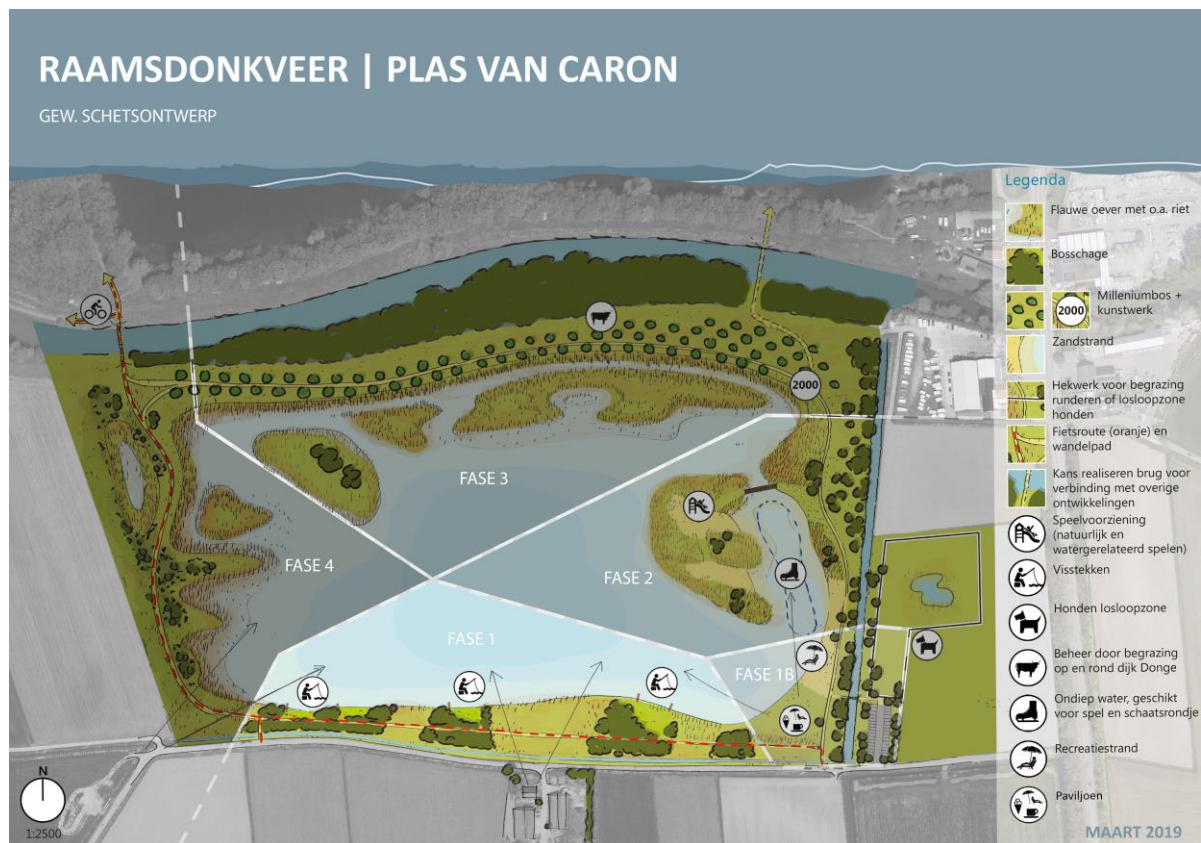 RAAMSDONKVEER | PLAS VAN CARON
GEW. SCHETSONTWERP
Legenda
Flauwe oever met o.a. riet
Bosschage
2000
Milleniumbos +
kunstwerk
Zandstrand
Hekwerk voor begrazing
runderen of losloopzone
honden
Fietsroute (oranje) en
wandelpad
Kans realiseren brug voor
verbinding met overige
ontwikkelingen
Speelvoorziening
(natuurlijk en
watergerelateerd spelen)
Visstekken
Honden losloopzone
Beheer door begrazing
op en rond dijk Donge
Ondiep water, geschikt
voor spel en schaatsrondje
Recreatiestrand
Paviljoen
2000
FASE 3
FASE 4
FASE 2
FASE 1
FASE 1B
N
1:2500
MAART 2019